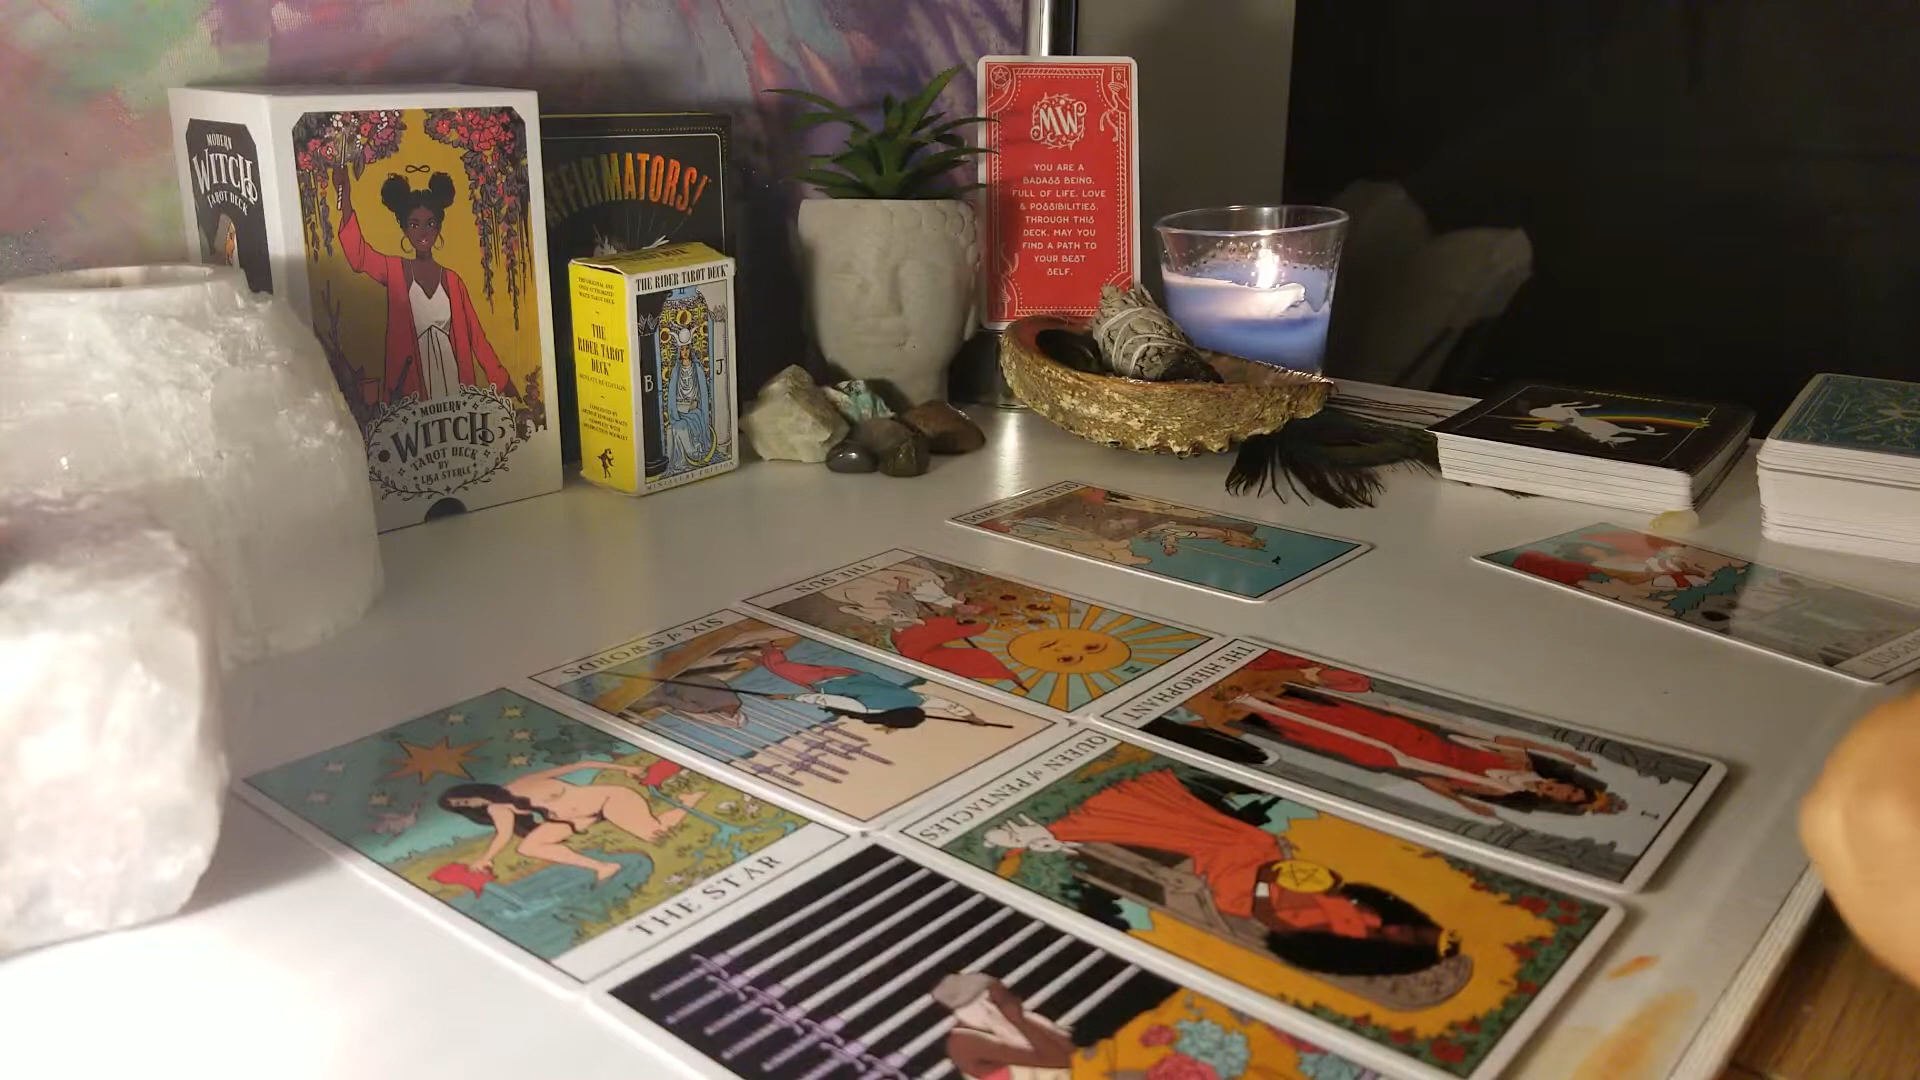 MODERN
WITCH
TAROT DECK
MODERN
WITCH
TAROT DECK
BY
LISA STERLE
AFFIRMATORS!
THE RIDER TAROT DECK
THE
RIDER TAROT
DECK
B
J
MINIATURE EDITION
MW
YOU ARE A
BADASS BEING,
FULL OF LIFE, LOVE
& POSSIBILITIES.
THROUGH THIS
DECK, MAY YOU
FIND A PATH TO
YOUR BEST
SELF.
THE SUN
SIX of SWORDS
THE HIEROPHANT
QUEEN of PENTACLES
THE STAR